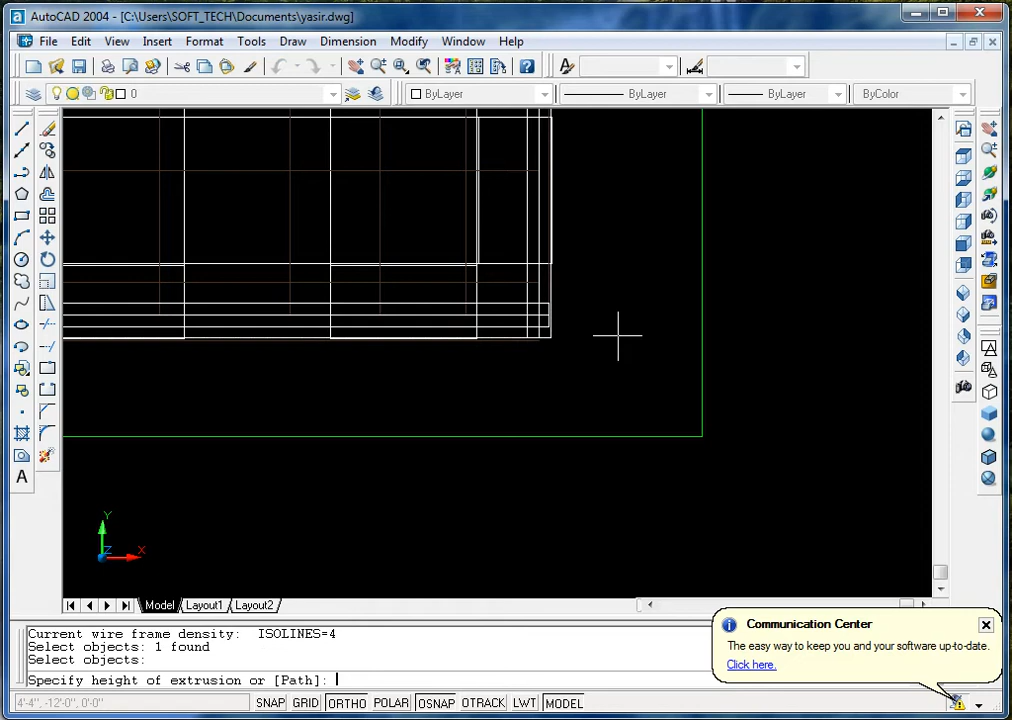 AutoCAD 2004 - [C:\Users\SOFT_TECH\Documents\yasir.dwg]
File Edit View Insert Format Tools Draw Dimension Modify Window Help
0 ByLayer ByLayer ByLayer ByColor
A
Y
Z X
Model Layout1 Layout2
Current wire frame density:  ISOLINES=4
Select objects: 1 found
Select objects:
Specify height of extrusion or [Path]:
Communication Center
The easy way to keep you and your software up-to-date.
Click here.
4'-4", -12'-0", 0'-0" SNAP GRID ORTHO POLAR OSNAP OTRACK LWT MODEL